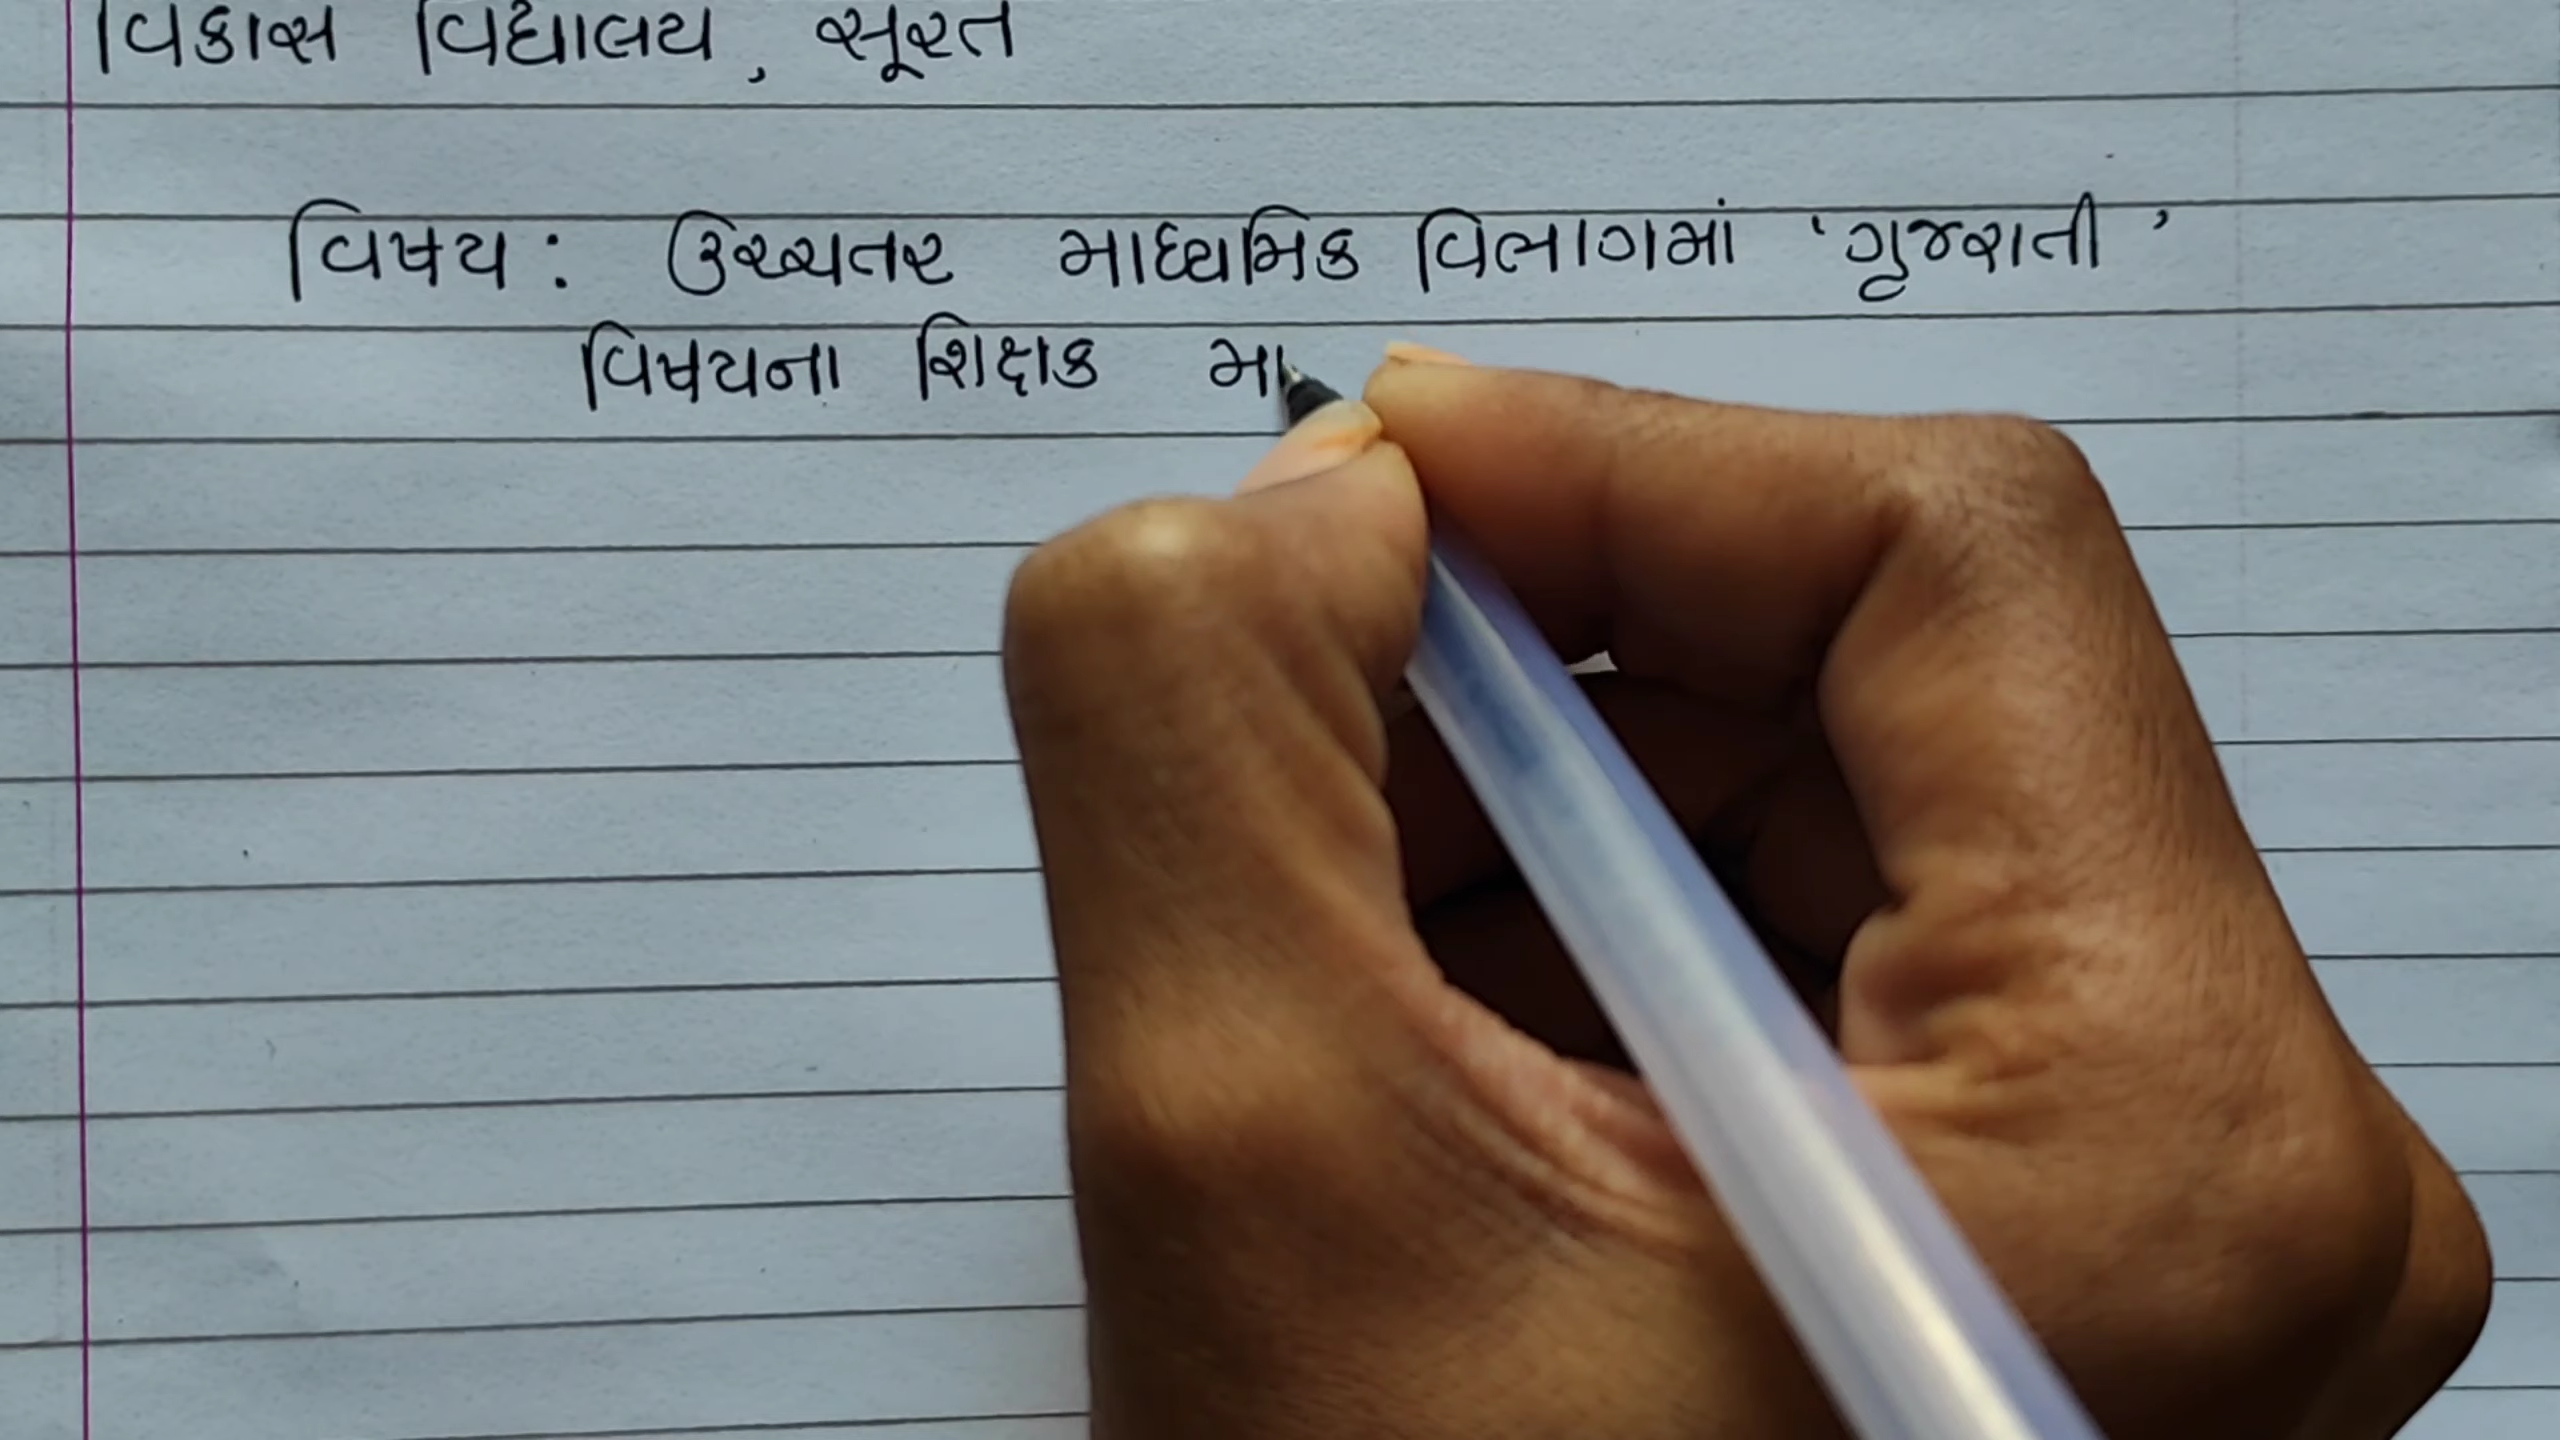 વિકાસ વિદ્યાલય, સૂરત
વિષય: ઉચ્ચતર માધ્યમિક વિભાગમાં ‘ગુજરાતી’
વિષયના શિક્ષક મા